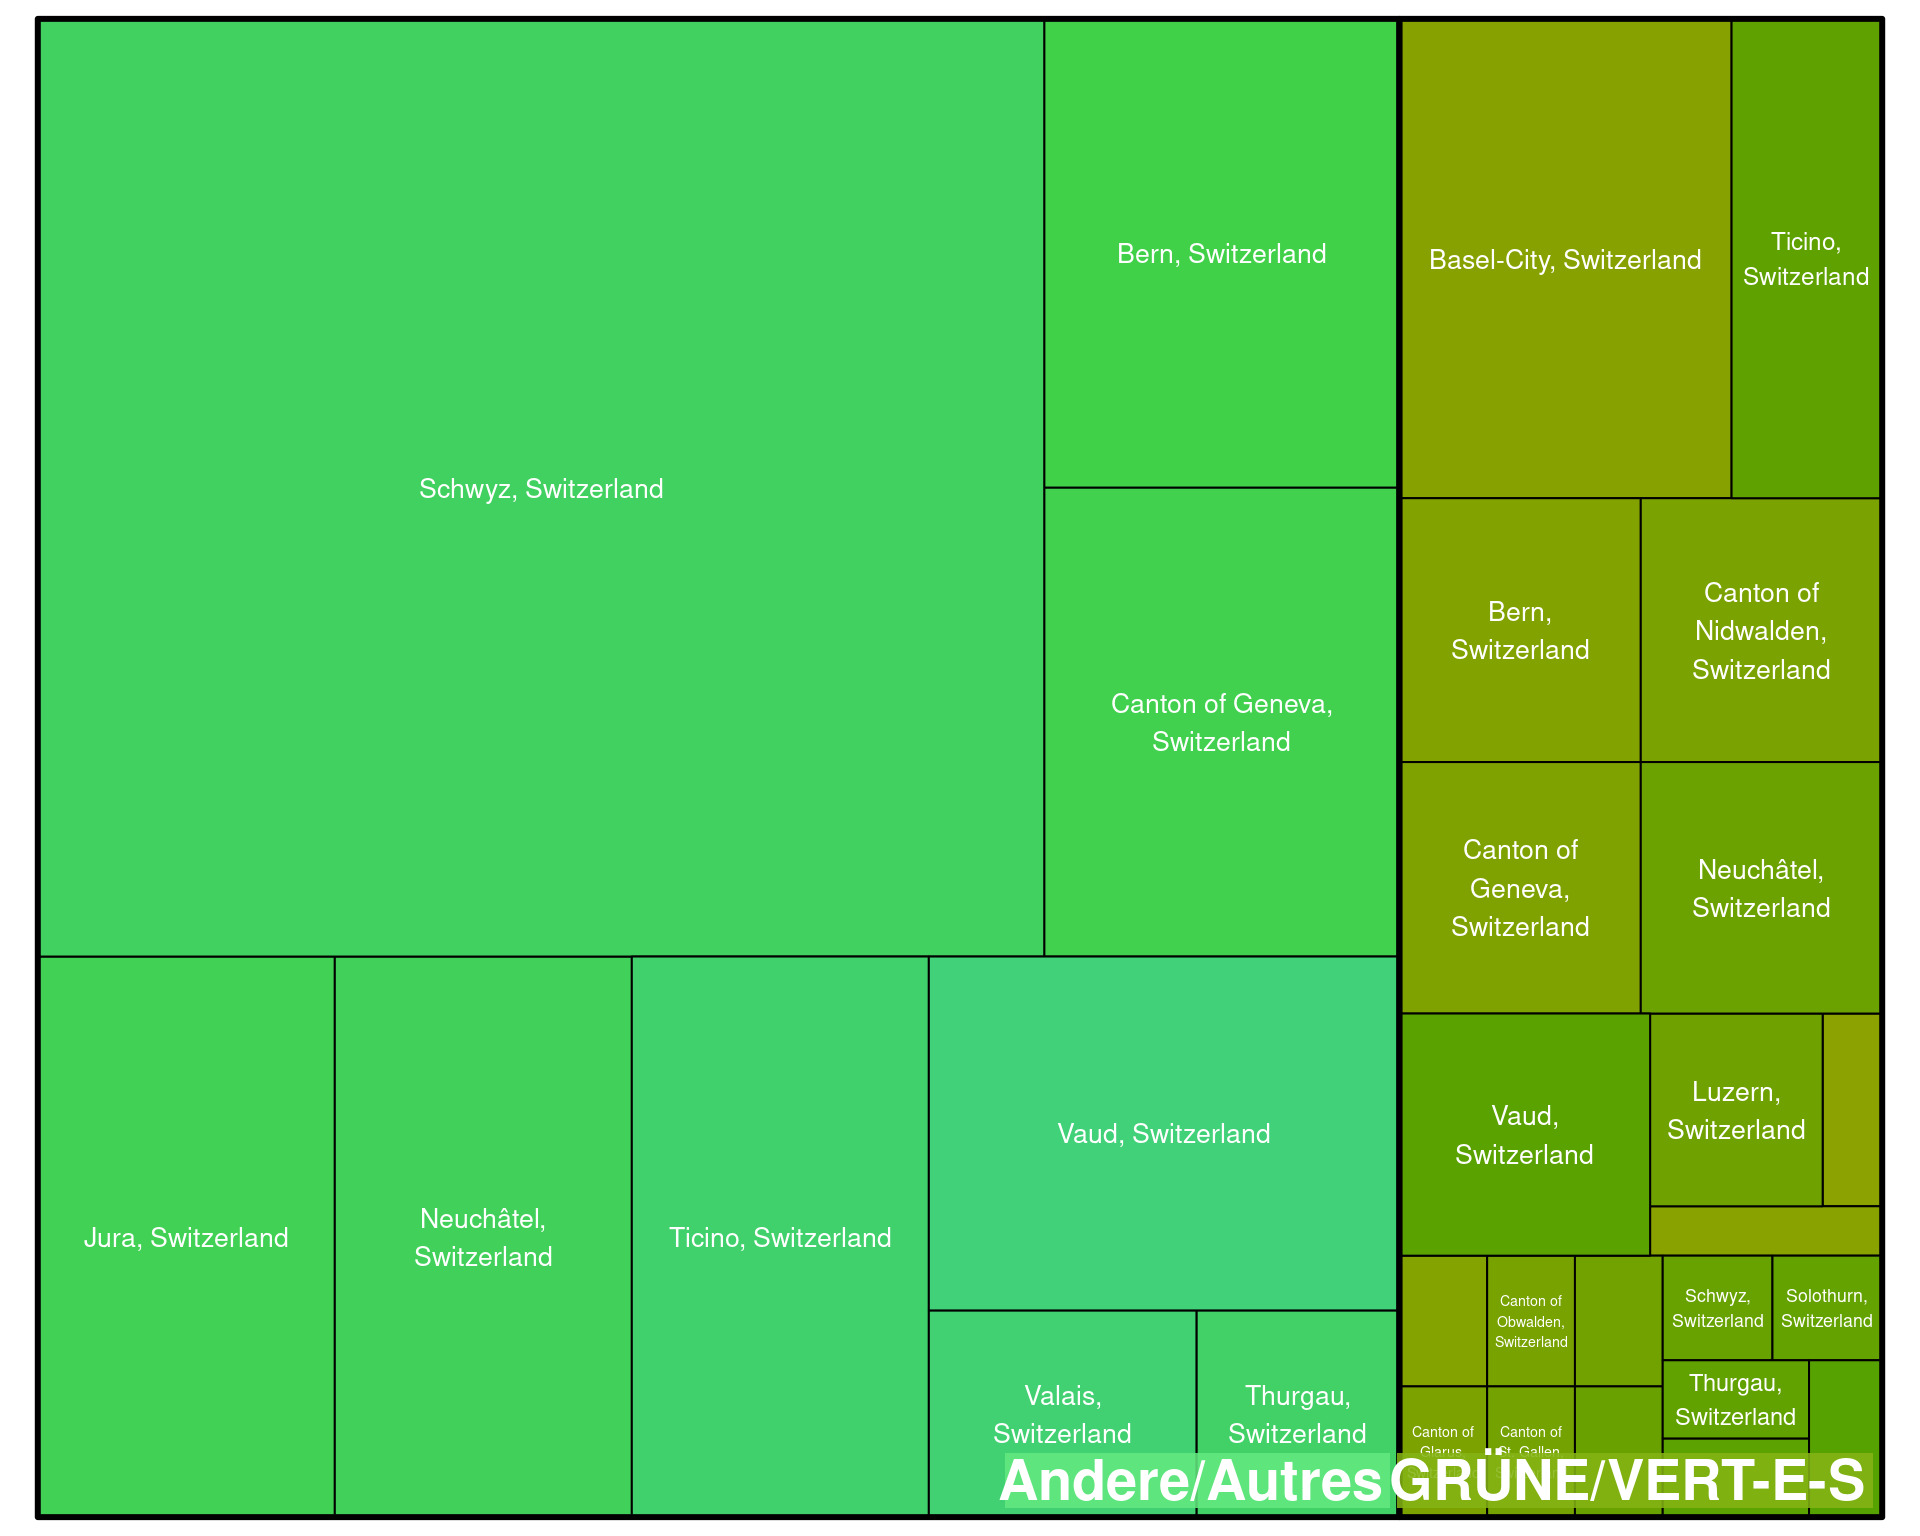 Schwyz, Switzerland
Bern, Switzerland
Canton of Geneva,
Switzerland
Jura, Switzerland
Neuchâtel,
Switzerland
Ticino, Switzerland
Vaud, Switzerland
Valais,
Switzerland
Thurgau,
Switzerland
Andere/Autres
Basel-City, Switzerland
Ticino,
Switzerland
Bern,
Switzerland
Canton of
Nidwalden,
Switzerland
Canton of
Geneva,
Switzerland
Neuchâtel,
Switzerland
Vaud,
Switzerland
Luzern,
Switzerland
Canton of
Obwalden,
Switzerland
Schwyz,
Switzerland
Solothurn,
Switzerland
Thurgau,
Switzerland
Canton of
Glarus,
Canton of
St. Gallen,
GRÜNE/VERT-E-S